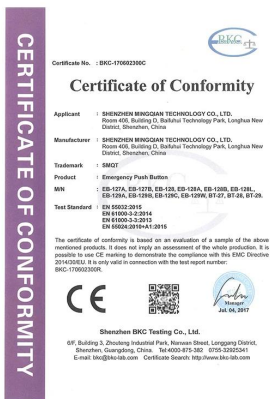 CERTIFICATE OF CONFORMITY
BKC
Certificate No. : BKC-170602300C
Certificate of Conformity
Applicant : SHENZHEN MINGQIAN TECHNOLOGY CO., LTD.
Room 406, Building D, Baifuhui Technology Park, Longhua New
District, Shenzhen, China
Manufacturer : SHENZHEN MINGQIAN TECHNOLOGY CO., LTD.
Room 406, Building D, Baifuhui Technology Park, Longhua New
District, Shenzhen, China
Trademark : SMQT
Product : Emergency Push Button
M/N : EB-127A, EB-127B, EB-128, EB-128A, EB-128B, EB-128L,
EB-129A, EB-129B, EB-129C, EB-129W, BT-27, BT-28, BT-29.
Test Standard : EN 55032:2015
EN 61000-3-2:2014
EN 61000-3-3:2013
EN 55024:2010+A1:2015
The certificate of conformity is based on an evaluation of a sample of the above
mentioned products. It does not imply an assessment of the whole production. It is
possible to use CE marking to demonstrate the compliance with this EMC Directive
2014/30/EU. It is only valid in connection with the test report number:
BKC-170602300R.
CE
Manager
Jul. 04, 2017
Shenzhen BKC Testing Co., Ltd.
6/F, Building 3, Zhouteng Industrial Park, Nanwan Street, Longgang District,
Shenzhen, Guangdong, China. Tel:4000-875-382 0755-32925341
E-mail: bkc@bkc-lab.com Certificate Search: http://www.bkc-lab.com